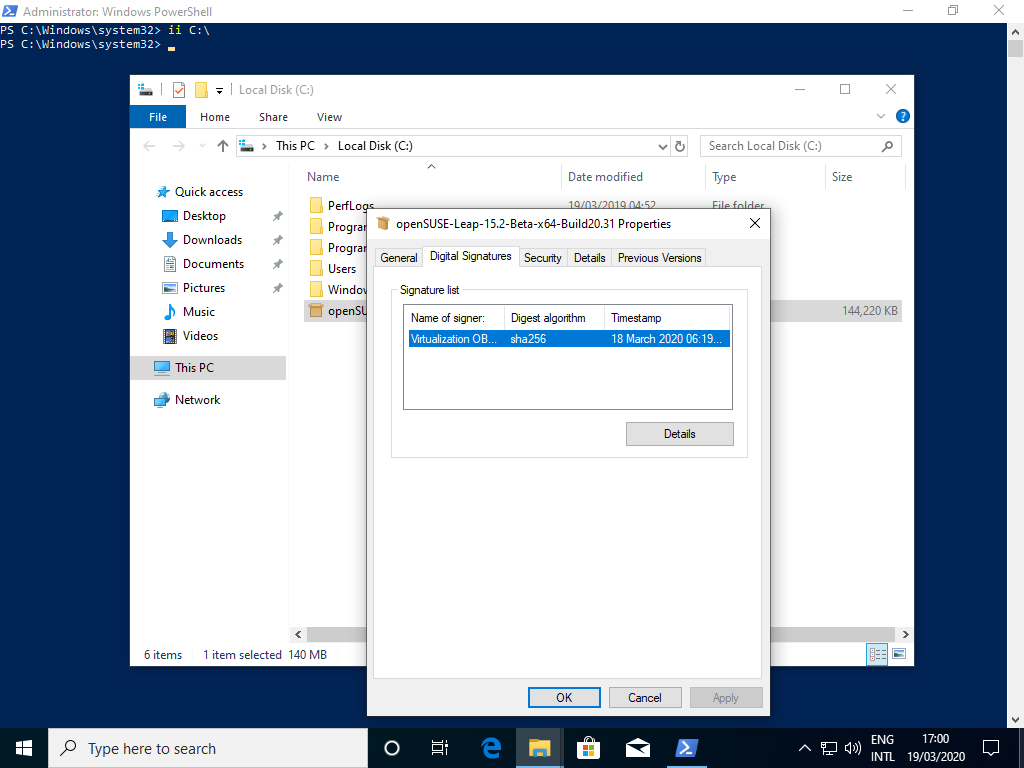 Administrator: Windows PowerShell
PS C:\Windows\system32> ii C:\
PS C:\Windows\system32>
Local Disk (C:)
File Home Share View
This PC Local Disk (C:) Search Local Disk (C:)
Name Date modified Type Size
Quick access
Desktop
Downloads
Documents
Pictures
Music
Videos
This PC
Network
PerfLogs 19/03/2019 04:52 File folder
Progra
Progra
Users
Windo
openSU 144,220 KB
openSUSE-Leap-15.2-Beta-x64-Build20.31 Properties
General Digital Signatures Security Details Previous Versions
Signature list
Name of signer: Digest algorithm Timestamp
Virtualization OB... sha256 18 March 2020 06:19...
Details
OK Cancel Apply
6 items 1 item selected 140 MB
Type here to search
ENG
INTL
17:00
19/03/2020